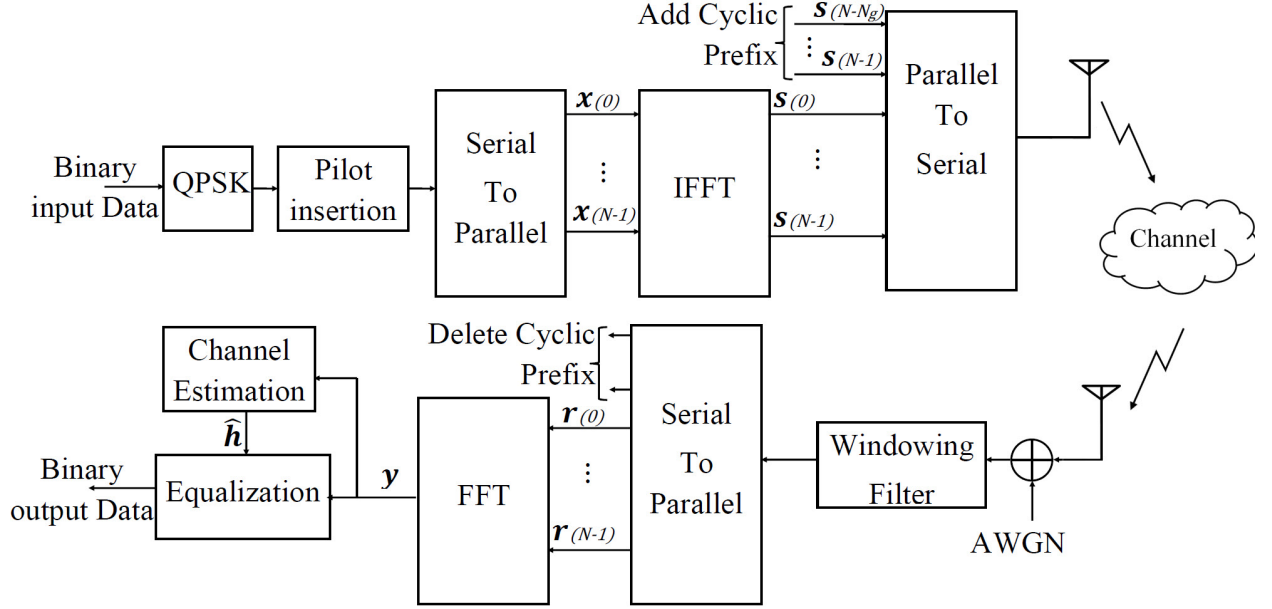 Add Cyclic
Prefix
s(N-Ng)
⋮
s(N-1)
Binary
input Data
QPSK
Pilot
insertion
Serial
To
Parallel
x(0)
⋮
x(N-1)
IFFT
s(0)
⋮
s(N-1)
Parallel
To
Serial
Channel
Channel
Estimation
ĥ
Binary
output Data
Equalization
y
FFT
Delete Cyclic
Prefix
r(0)
⋮
r(N-1)
Serial
To
Parallel
Windowing
Filter
AWGN